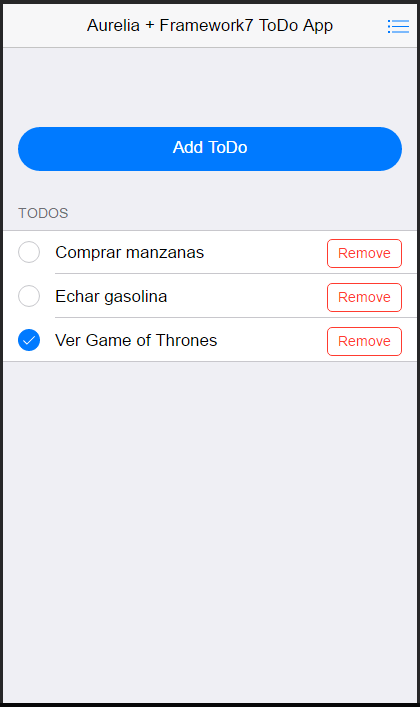 Aurelia + Framework7 ToDo App
Add ToDo
TODOS
Comprar manzanas Remove
Echar gasolina Remove
Ver Game of Thrones Remove